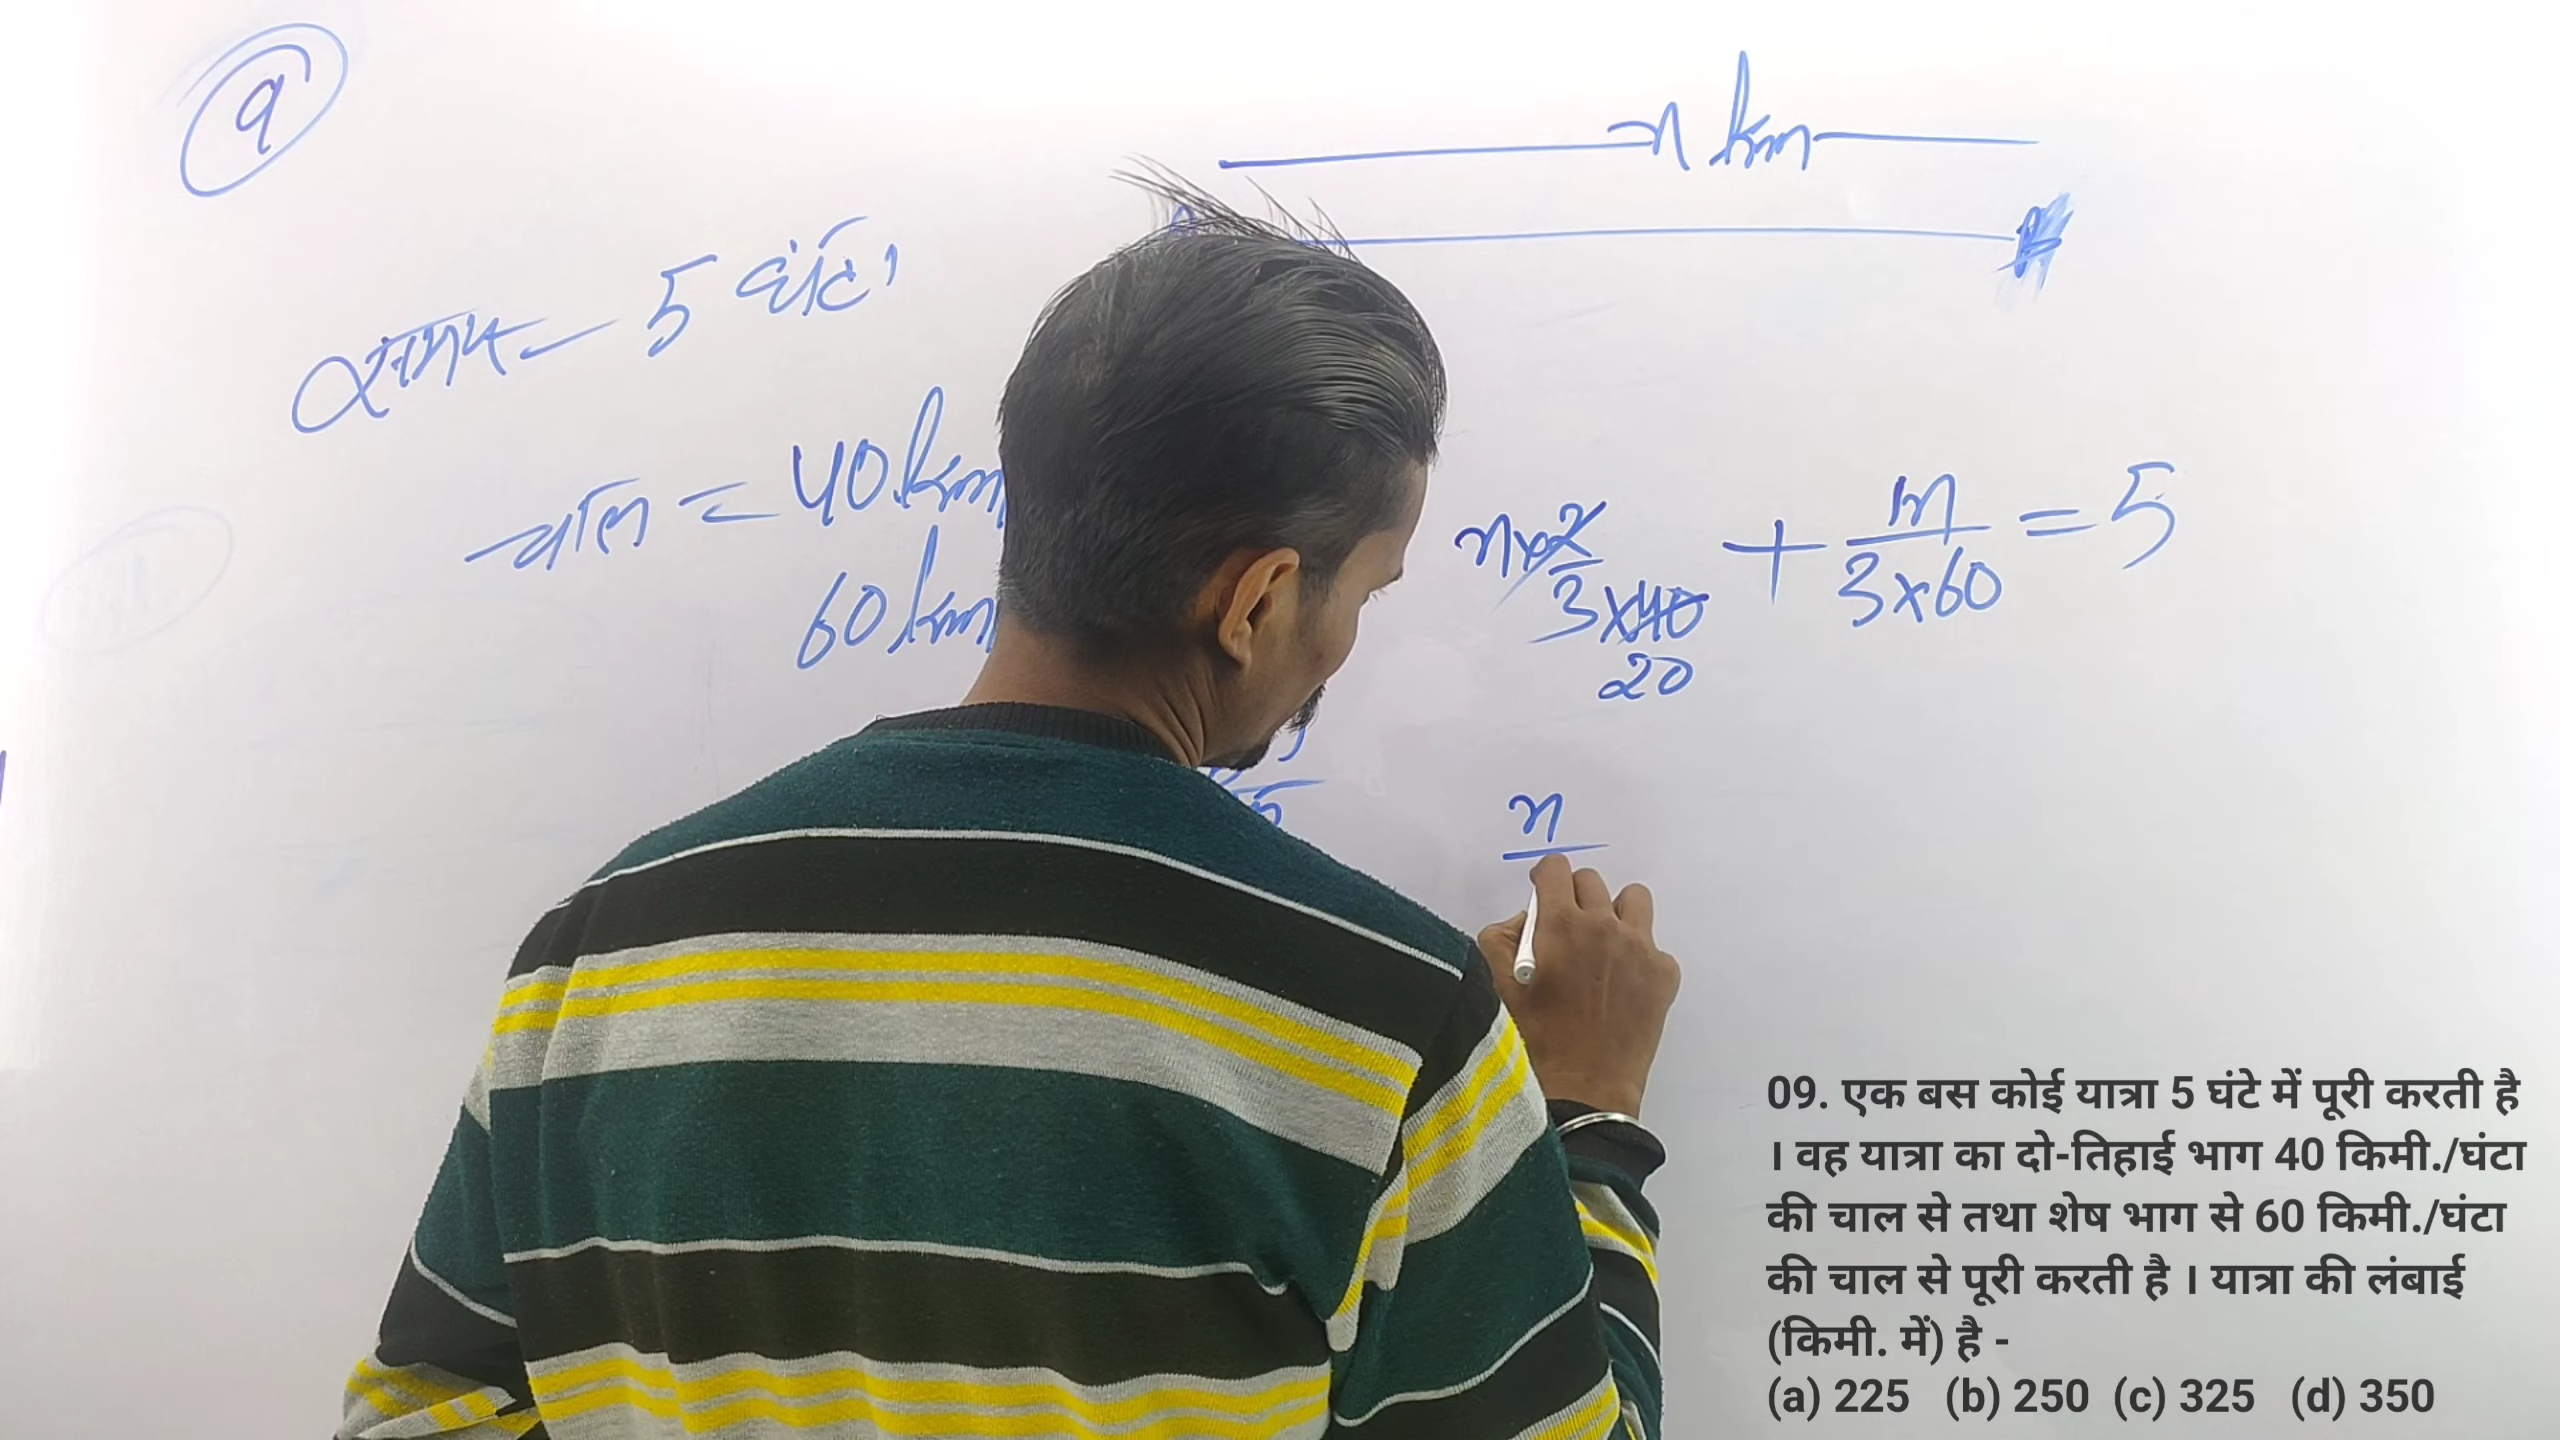 9
n km
समय - 5 घंटा
चाल = 40 km
60 km
n×2/3×40 + n/3×60 = 5
20
n
09. एक बस कोई यात्रा 5 घंटे में पूरी करती है
। वह यात्रा का दो-तिहाई भाग 40 किमी./घंटा
की चाल से तथा शेष भाग से 60 किमी./घंटा
की चाल से पूरी करती है । यात्रा की लंबाई
(किमी. में) है -
(a) 225 (b) 250 (c) 325 (d) 350